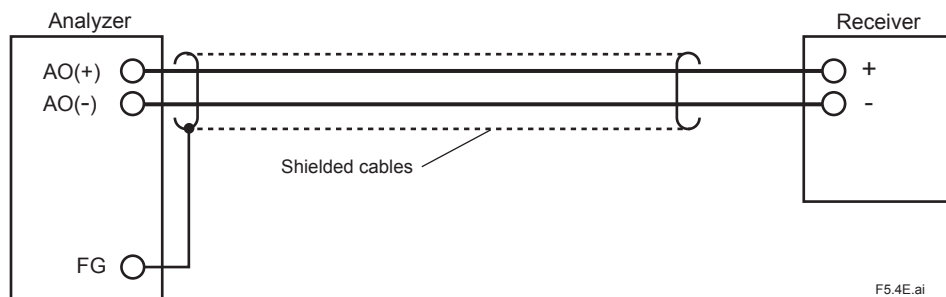 Analyzer
Receiver
AO(+)
+
AO(-)
-
Shielded cables
FG
F5.4E.ai